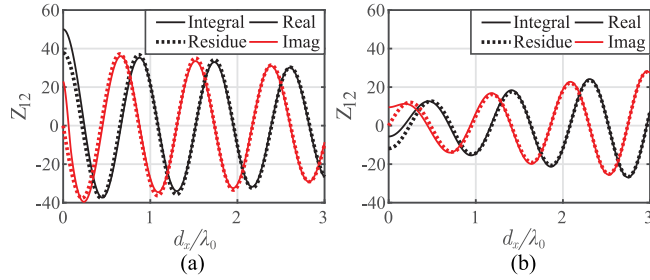 60
40
20
0
-20
-40
Z12
Integral Real
Residue Imag
0 1 2 3
dx/λ0
(a)
60
40
20
0
-20
-40
Z12
Integral Real
Residue Imag
0 1 2 3
dx/λ0
(b)